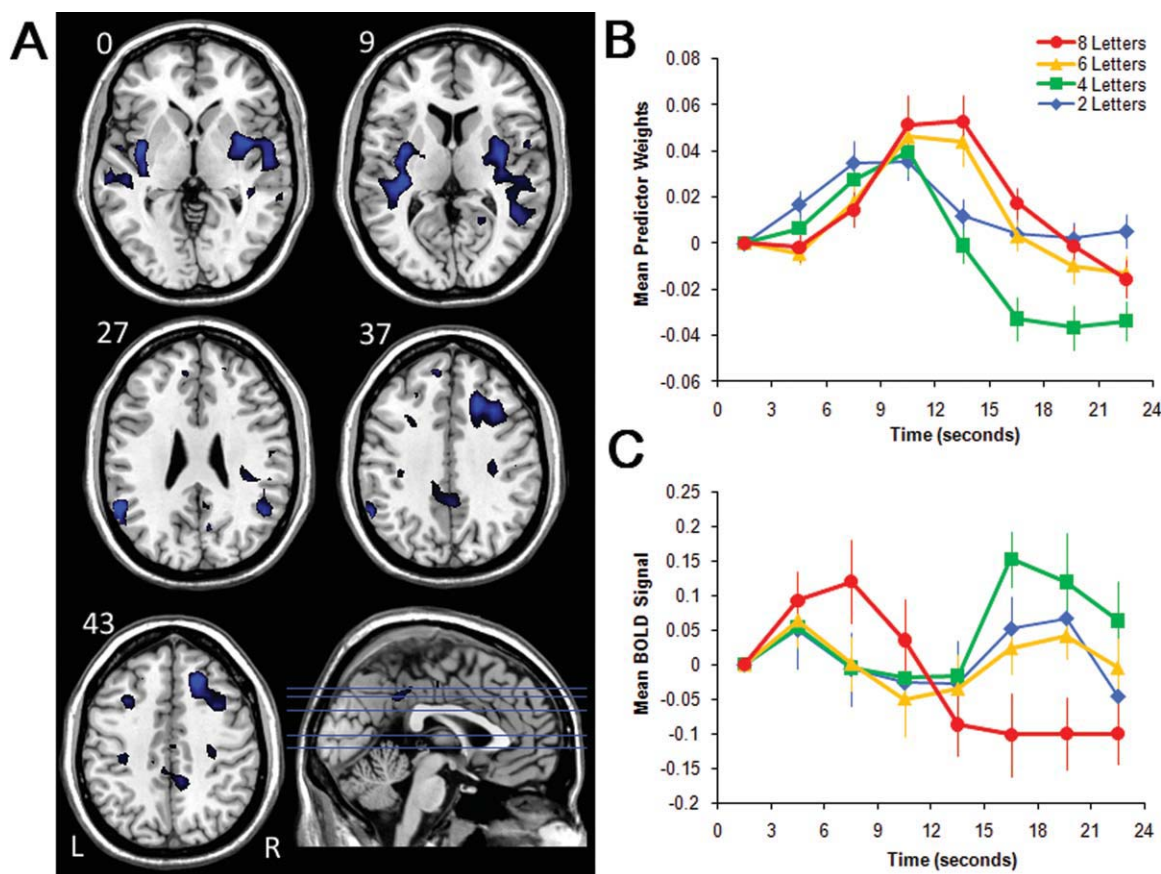 A
0
9
27
37
43
L
R
B
8 Letters
6 Letters
4 Letters
2 Letters
Mean Predictor Weights
0.08
0.06
0.04
0.02
0
-0.02
-0.04
-0.06
0 3 6 9 12 15 18 21 24
Time (seconds)
C
Mean BOLD Signal
0.25
0.2
0.15
0.1
0.05
0
-0.05
-0.1
-0.15
-0.2
0 3 6 9 12 15 18 21 24
Time (seconds)